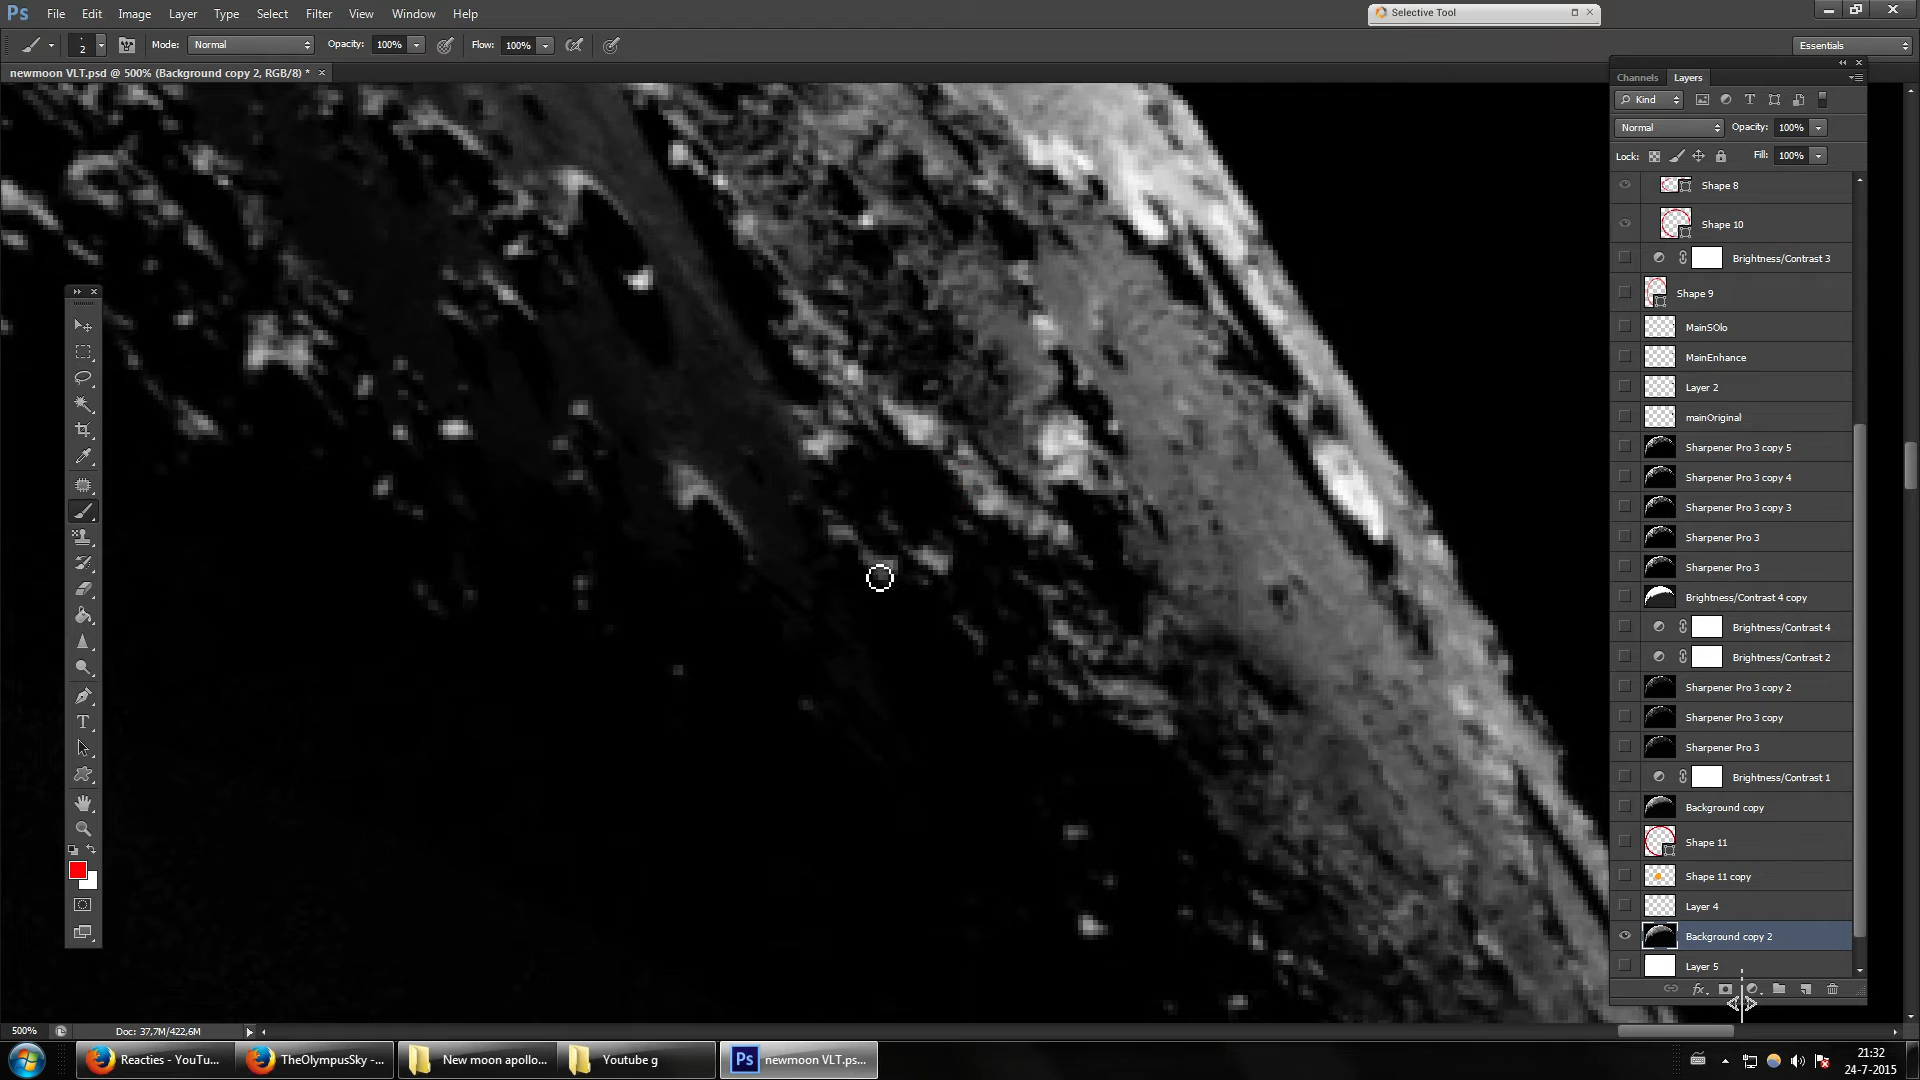 Ps File Edit Image Layer Type Select Filter 3D View Window Help
Selective Tool
2 Mode: Normal Opacity: 100% Flow: 100% Essentials
newmoon VLT.psd @ 500% (Background copy 2, RGB/8) *
Channels Layers
Kind
Normal Opacity: 100%
Lock: Fill: 100%
Shape 8
Shape 10
Brightness/Contrast 3
Shape 9
MainSOlo
MainEnhance
Layer 2
mainOriginal
Sharpener Pro 3 copy 5
Sharpener Pro 3 copy 4
Sharpener Pro 3 copy 3
Sharpener Pro 3
Sharpener Pro 3
Brightness/Contrast 4 copy
Brightness/Contrast 4
Brightness/Contrast 2
Sharpener Pro 3 copy 2
Sharpener Pro 3 copy
Sharpener Pro 3
Brightness/Contrast 1
Background copy
Shape 11
Shape 11 copy
Layer 4
Background copy 2
Layer 5
fx
T
500% Doc: 37,7M/422,6M
Reacties - YouTu... TheOlympusSky -... New moon apollo... Youtube g Ps newmoon VLT.ps...
21:32
24-7-2015